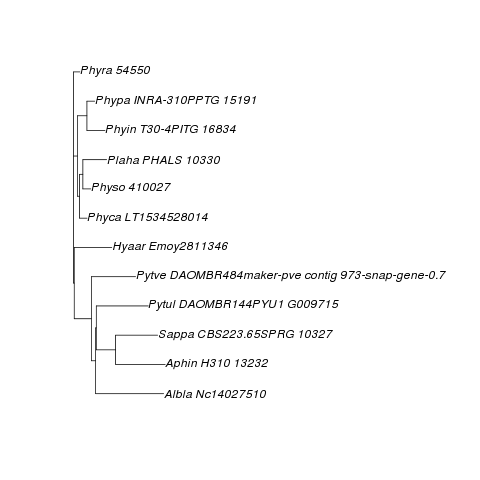 Phyra 54550
Phypa INRA-310PPTG 15191
Phyin T30-4PITG 16834
Plaha PHALS 10330
Physo 410027
Phyca LT1534528014
Hyaar Emoy2811346
Pytve DAOMBR484maker-pve contig 973-snap-gene-0.7
Pytul DAOMBR144PYU1 G009715
Sappa CBS223.65SPRG 10327
Aphin H310 13232
Albla Nc14027510